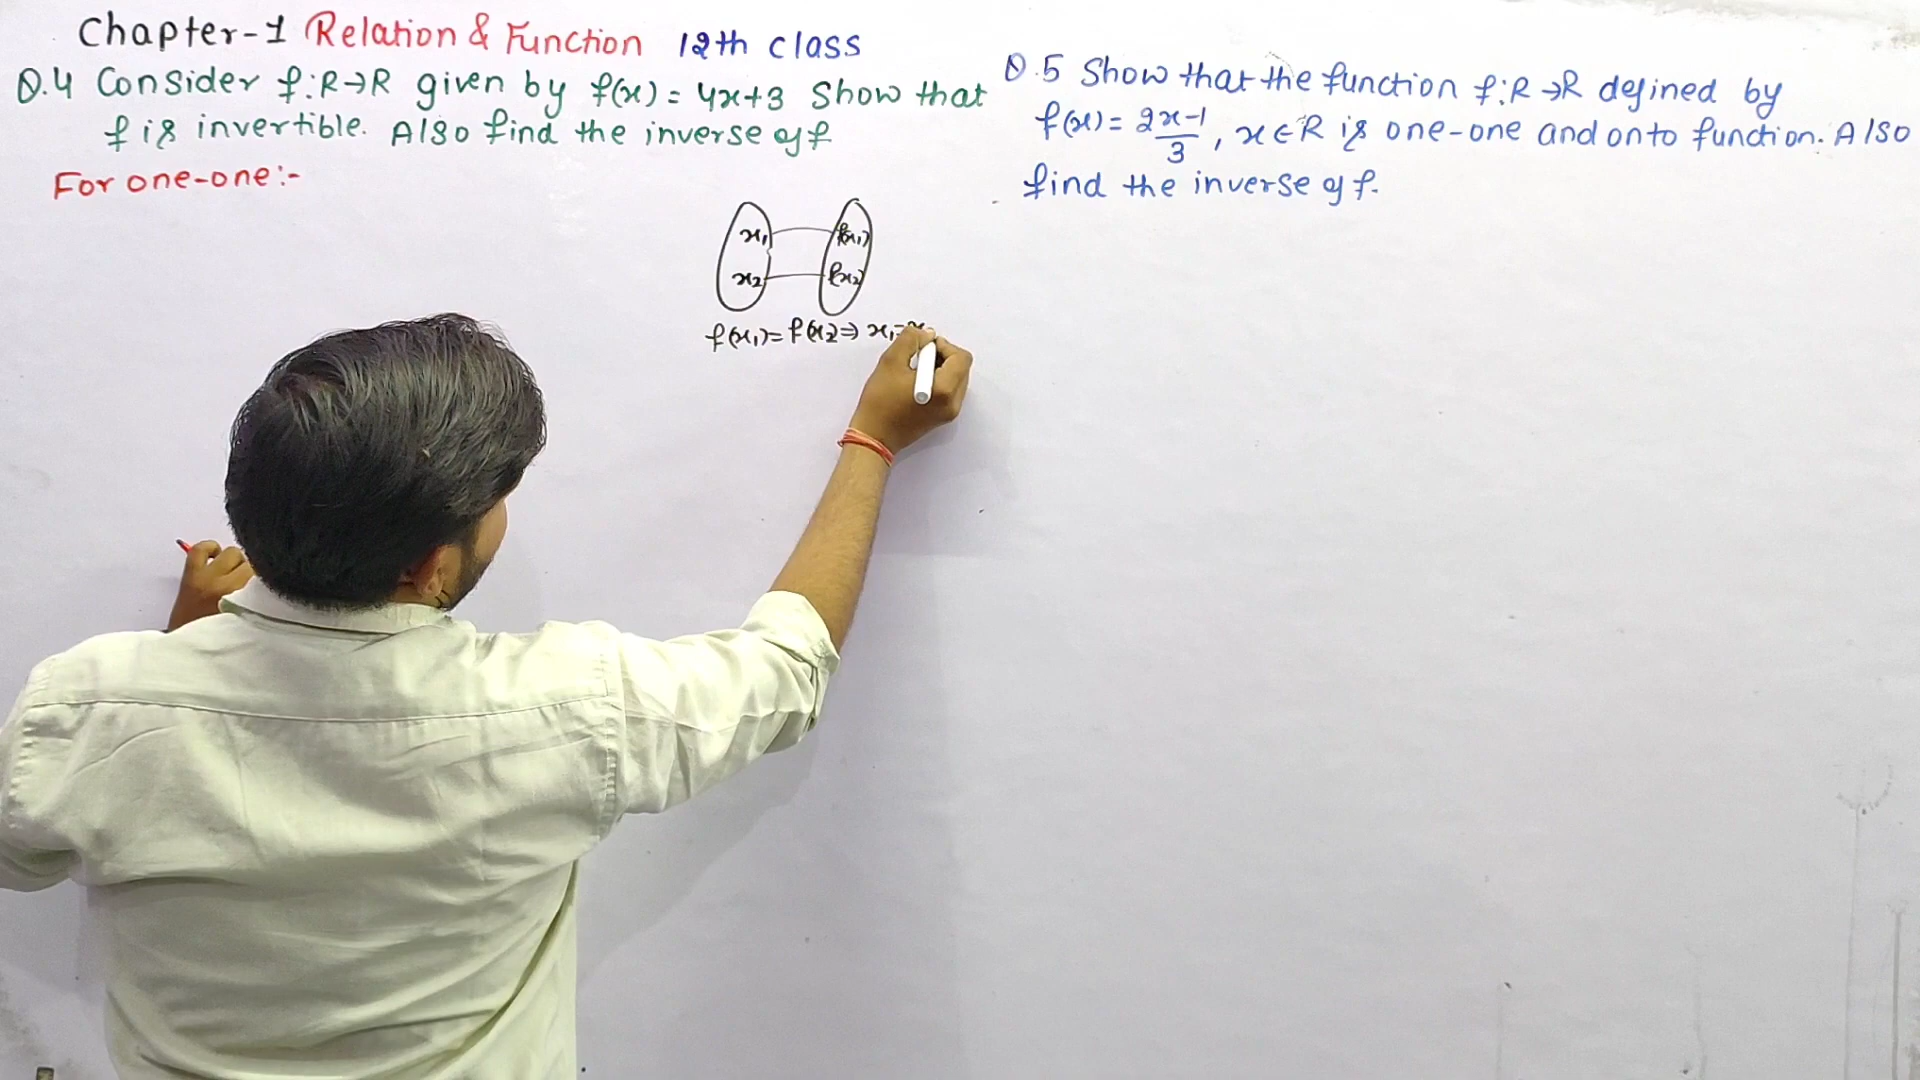 Chapter-1 Relation & Function 12th class
Q.4 Consider f:R→R given by f(x) = 4x+3 Show that
f is invertible. Also find the inverse of f
For one-one:-
x₁ f(x₁)
x₂ f(x₂)
f(x₁) = f(x₂) ⇒ x₁ =
Q.5 Show that the function f:R→R defined by
f(x) = 2x-1/3, x∈R is one-one and onto function. Also
find the inverse of f.